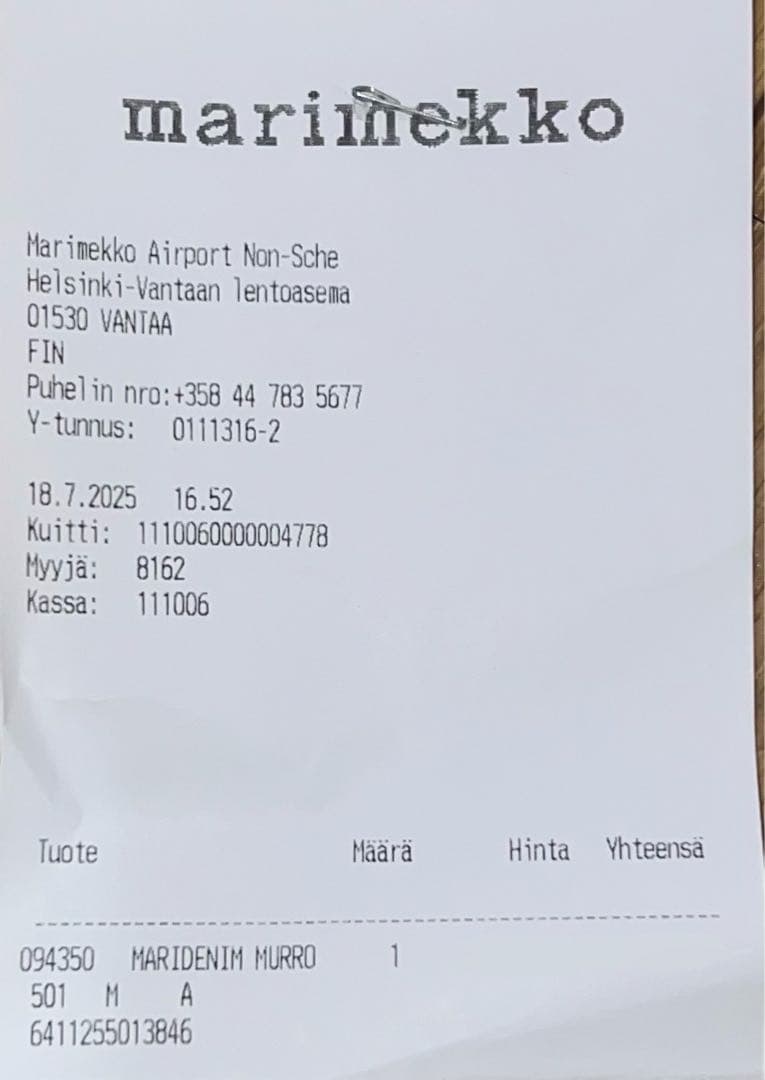 marimekko
Marimekko Airport Non-Sche
Helsinki-Vantaan lentoasema
01530 VANTAA
FIN
Puhelin nro:+358 44 783 5677
Y-tunnus: 0111316-2
18.7.2025 16.52
Kuitti: 1110060000004778
Myyjä: 8162
Kassa: 111006
Tuote Määrä Hinta Yhteensä
094350 MARIDENIM MURRO 1
501 M A
6411255013846